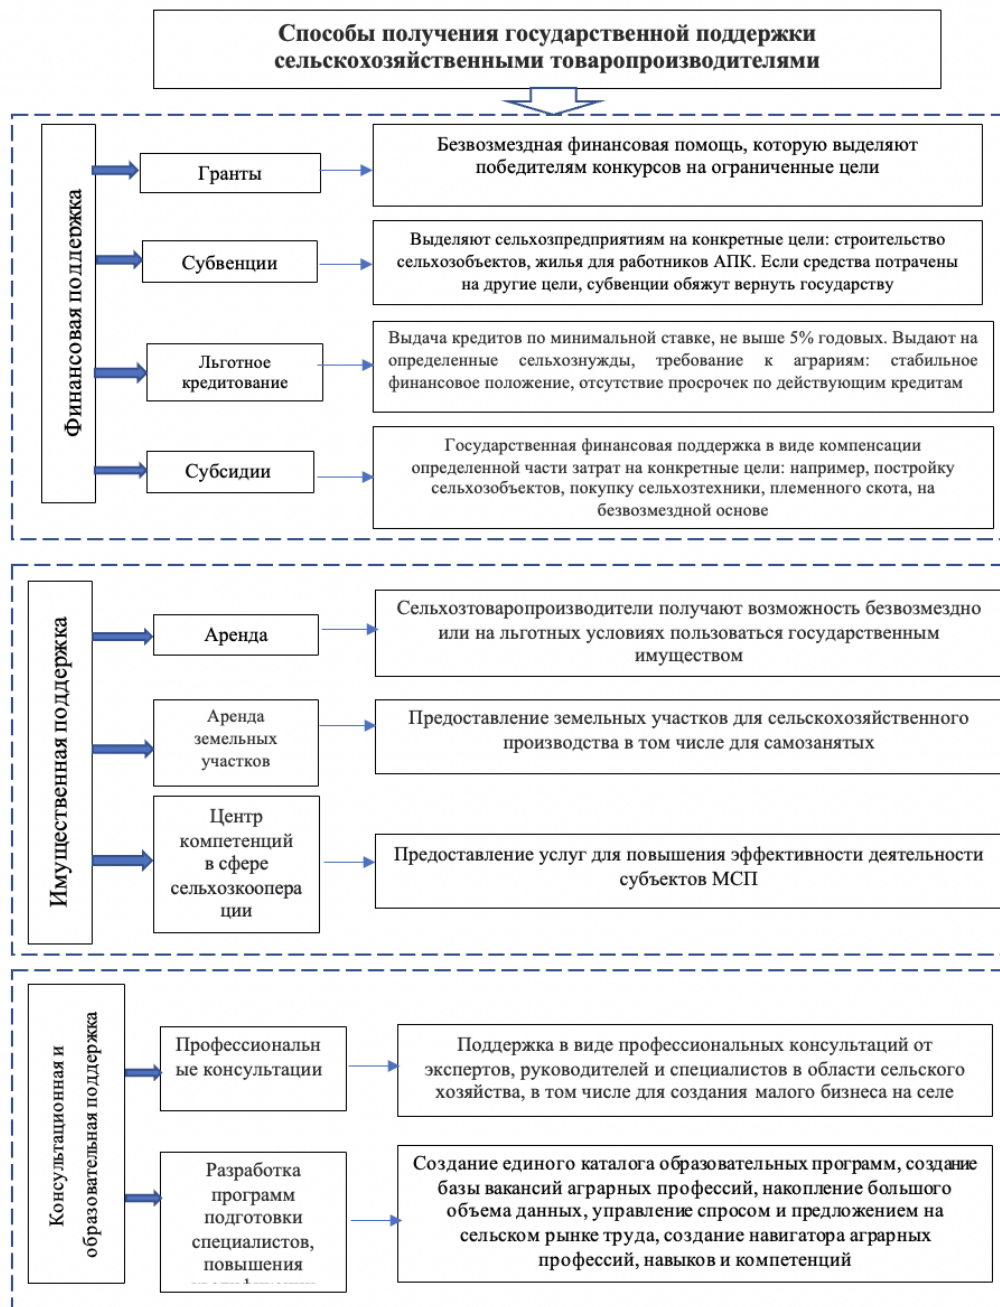 Способы получения государственной поддержки
сельскохозяйственными товаропроизводителями
Финансовая поддержка
Гранты
Безвозмездная финансовая помощь, которую выделяют
победителям конкурсов на ограниченные цели
Субвенции
Выделяют сельхозпредприятиям на конкретные цели: строительство
сельхозобъектов, жилья для работников АПК. Если средства потрачены
на другие цели, субвенции обяжут вернуть государству
Льготное
кредитование
Выдача кредитов по минимальной ставке, не выше 5% годовых. Выдают на
определенные сельхознужды, требование к аграриям: стабильное
финансовое положение, отсутствие просрочек по действующим кредитам
Субсидии
Государственная финансовая поддержка в виде компенсации
определенной части затрат на конкретные цели: например, постройку
сельхозобъектов, покупку сельхозтехники, племенного скота, на
безвозмездной основе
Имущественная поддержка
Аренда
Сельхозтоваропроизводители получают возможность безвозмездно
или на льготных условиях пользоваться государственным
имуществом
Аренда
земельных
участков
Предоставление земельных участков для сельскохозяйственного
производства в том числе для самозанятых
Центр
компетенций
в сфере
сельхозкоопера
ции
Предоставление услуг для повышения эффективности деятельности
субъектов МСП
Консультационная и
образовательная поддержка
Профессиональн
ые консультации
Поддержка в виде профессиональных консультаций от
экспертов, руководителей и специалистов в области сельского
хозяйства, в том числе для создания малого бизнеса на селе
Разработка
программ
подготовки
специалистов,
повышения
Создание единого каталога образовательных программ, создание
базы вакансий аграрных профессий, накопление большого
объема данных, управление спросом и предложением на
сельском рынке труда, создание навигатора аграрных
профессий, навыков и компетенций